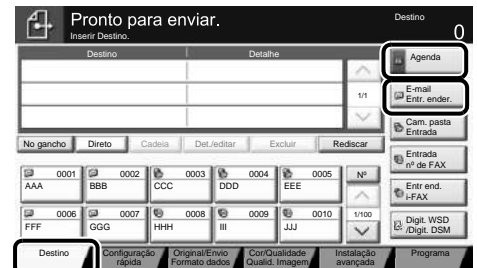 Pronto para enviar.
Inserir Destino.
Destino
0
Destino Detalhe
1/1
No gancho Direto Cadeia Det./editar Excluir Rediscar
0001 0002 0003 0004 0005 Nº
AAA BBB CCC DDD EEE
0006 0007 0008 0009 0010 1/100
FFF GGG HHH III JJJ
Agenda
E-mail
Entr. ender.
Cam. pasta
Entrada
Entrada
nº de FAX
Entr end.
i-FAX
Digit. WSD
/Digit. DSM
Destino
Configuração
rápida
Original/Envio
Formato dados
Cor/Qualidade
Qualid. Imagem
Instalação
avançada
Programa